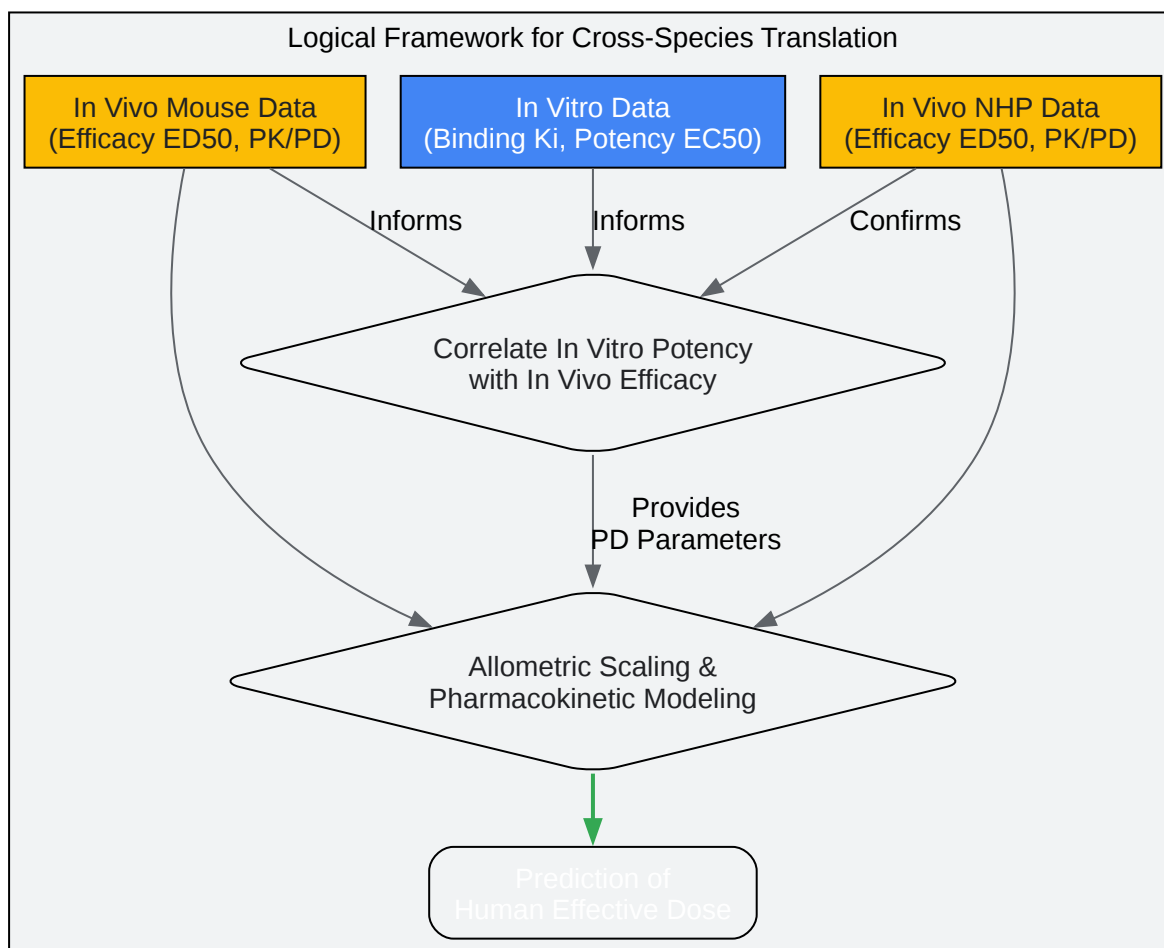 Logical Framework for Cross-Species Translation
In Vivo Mouse Data
(Efficacy ED50, PK/PD)
In Vitro Data
(Binding Ki, Potency EC50)
In Vivo NHP Data
(Efficacy ED50, PK/PD)
Informs
Informs
Confirms
Correlate In Vitro Potency
with In Vivo Efficacy
Provides
PD Parameters
Allometric Scaling &
Pharmacokinetic Modeling
Prediction of
Human Effective Dose